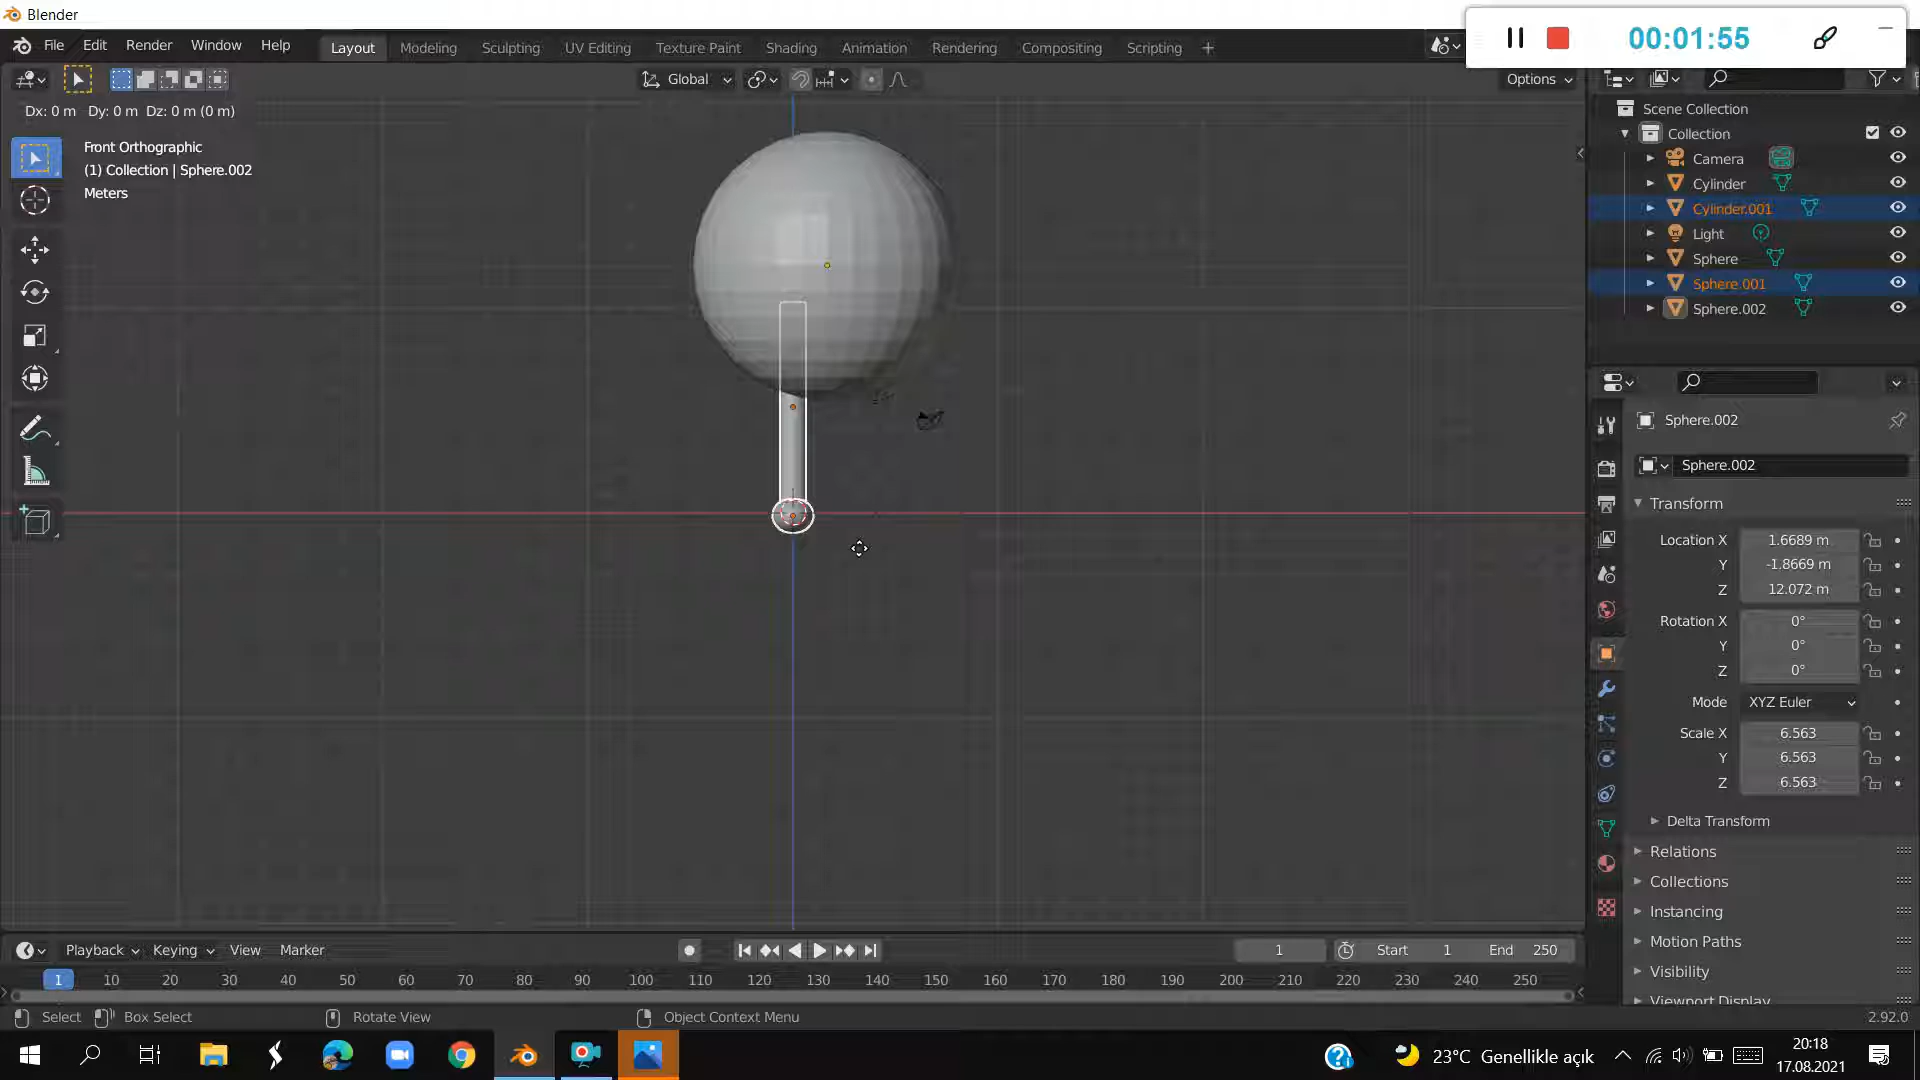 Blender
File Edit Render Window Help Layout Modeling Sculpting UV Editing Texture Paint Shading Animation Rendering Compositing Scripting +
00:01:55
Global
Options
Dx: 0 m Dy: 0 m Dz: 0 m (0 m)
Front Orthographic
(1) Collection | Sphere.002
Meters
Scene Collection
Collection
Camera
Cylinder
Cylinder.001
Light
Sphere
Sphere.001
Sphere.002
Sphere.002
Sphere.002
Transform
Location X 1.6689 m
Y -1.8669 m
Z 12.072 m
Rotation X 0°
Y 0°
Z 0°
Mode XYZ Euler
Scale X 6.563
Y 6.563
Z 6.563
Delta Transform
Relations
Collections
Instancing
Motion Paths
Visibility
Viewport Display
Playback Keying View Marker 1 Start 1 End 250
1 10 20 30 40 50 60 70 80 90 100 110 120 130 140 150 160 170 180 190 200 210 220 230 240 250
Select Box Select Rotate View Object Context Menu 2.92.0
23°C Genellikle açık
20:18
17.08.2021